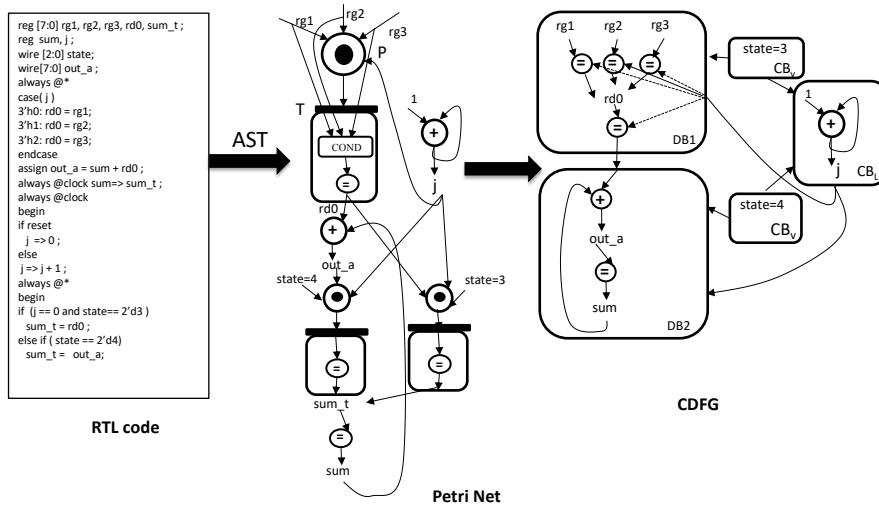 reg [7:0] rg1, rg2, rg3, rd0, sum_t ;
reg sum, j ;
wire [2:0] state;
wire[7:0] out_a ;
always @*
case( j )
3'h0: rd0 = rg1;
3'h1: rd0 = rg2;
3'h2: rd0 = rg3;
endcase
assign out_a = sum + rd0 ;
always @clock sum=> sum_t ;
always @clock
begin
if reset
j => 0 ;
else
j => j + 1 ;
always @*
begin
if (j == 0 and state== 2'd3 )
sum_t = rd0 ;
else if ( state == 2'd4)
sum_t = out_a;
RTL code
AST
rg1
rg2
rg3
P
T
COND
=
rd0
+
out_a
1
+
j
state=4
state=3
=
=
sum_t
=
sum
Petri Net
rg1
rg2
rg3
=
=
=
rd0
=
DB1
+
out_a
=
sum
DB2
state=3
CBv
1
+
j
CBL
state=4
CBv
CDFG